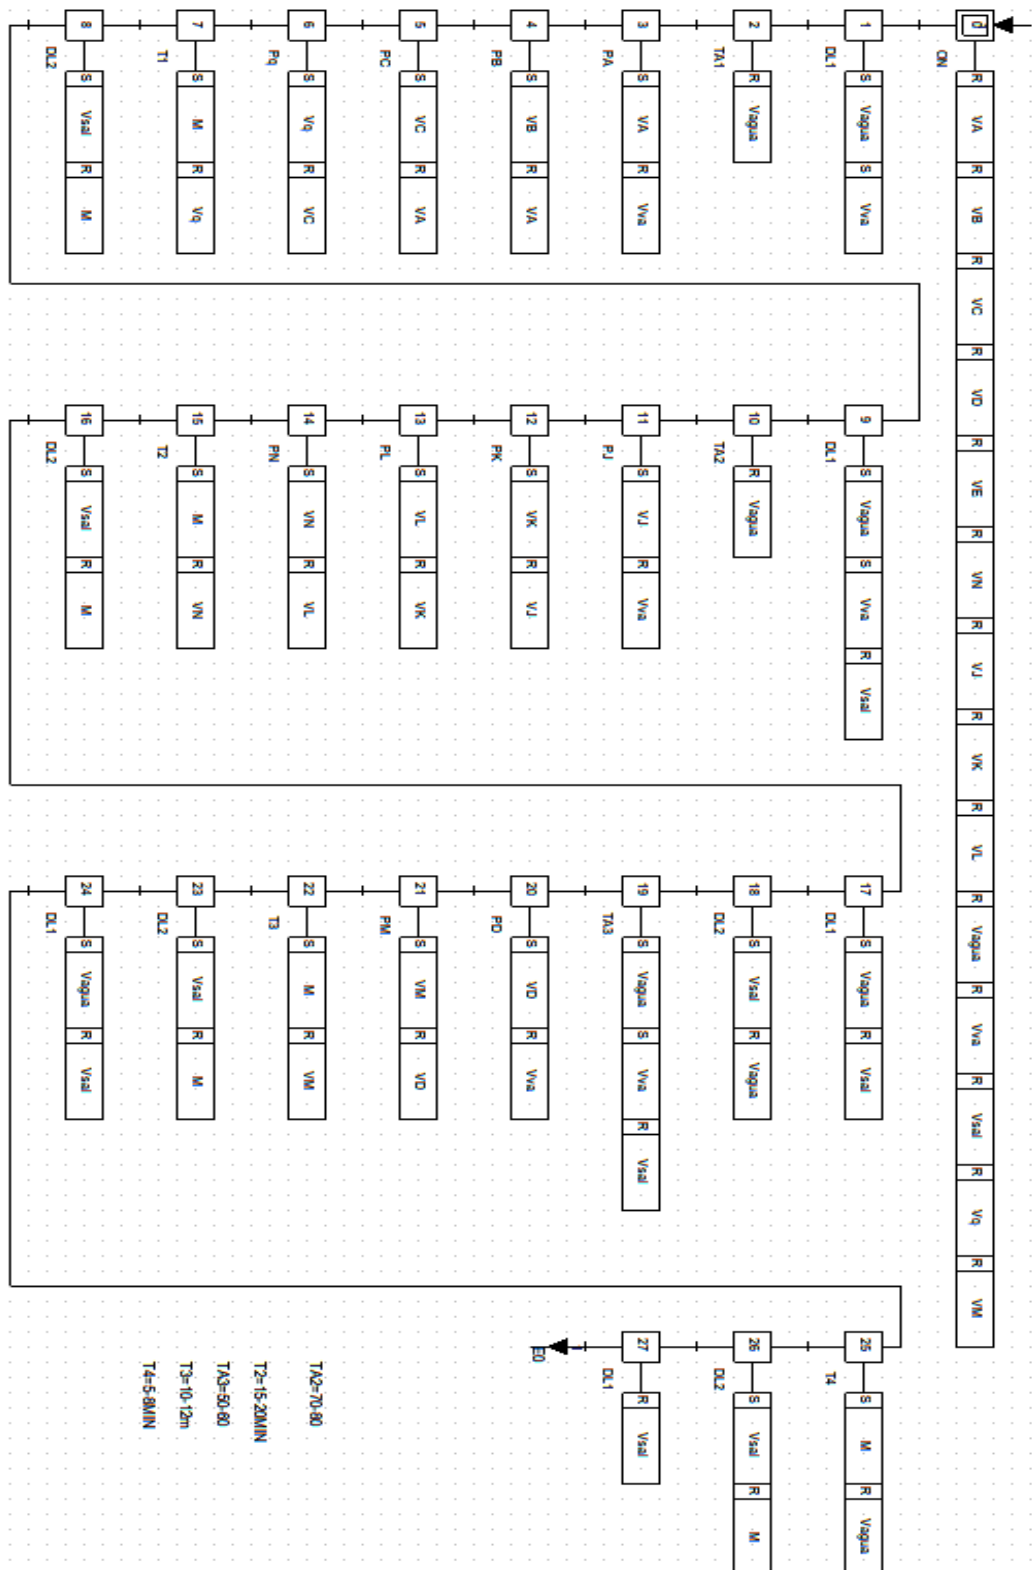 0 R VA R VB R VC R VD R VE R VN R VJ R VK R VL R Vagua R Vva R Vsal R Vq R VM
ON
1 S Vagua S Vva
DL1
2 R Vagua
TA1
3 S VA R Vva
PA
4 S VB R VA
PB
5 S VC R VA
PC
6 S Vq R VC
Pq
7 S M R Vq
T1
8 S Vsal R M
DL2
9 S Vagua S Vva R Vsal
DL1
10 R Vagua
TA2
11 S VJ R Vva
PJ
12 S VK R VJ
PK
13 S VL R VK
PL
14 S VN R VL
PN
15 S M R VN
T2
16 S Vsal R M
DL2
17 S Vagua R Vsal
DL1
18 S Vsal R Vagua
DL2
19 S Vagua S Vva R Vsal
TA3
20 S VD R Vva
PD
21 S VM R VD
PM
22 S M R VM
T3
23 S Vsal R M
DL2
24 S Vagua R Vsal
DL1
25 S M R Vagua
T4
26 S Vsal R M
DL2
27 R Vsal
DL1
E0
TA2=70-80
T2=15-20MIN
TA3=50-60
T3=10-12m
T4=5-8MIN